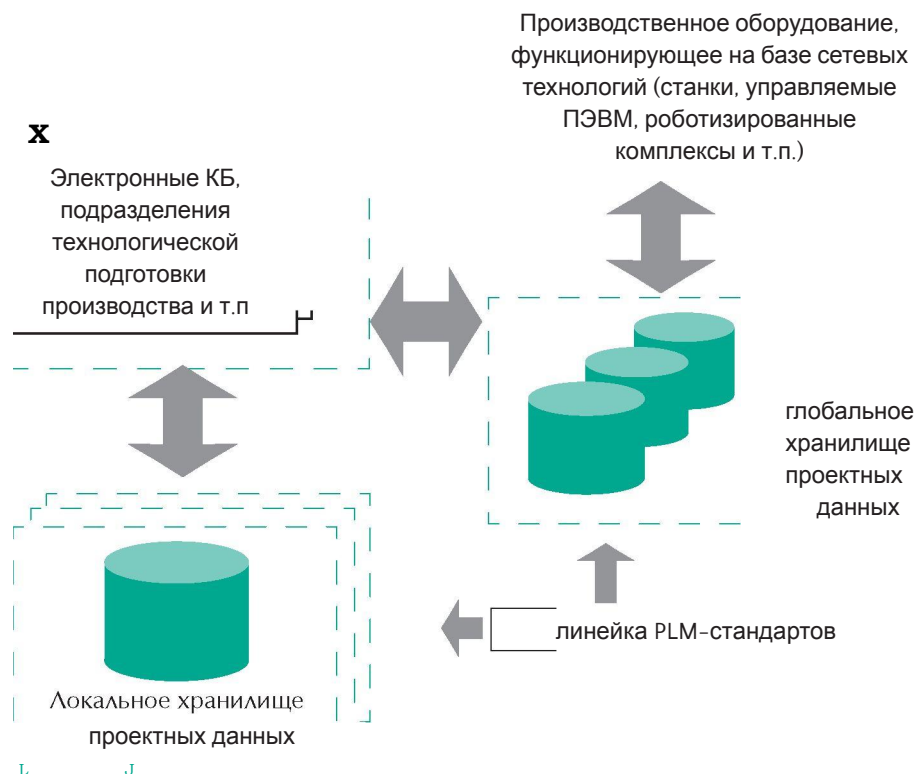 Производственное оборудование,
функционирующее на базе сетевых
технологий (станки, управляемые
ПЭВМ, роботизированные
комплексы и т.п.)
х
Электронные КБ,
подразделения
технологической
подготовки
производства и т.п
глобальное
хранилище
проектных
данных
линейка PLM-стандартов
Локальное хранилище
проектных данных